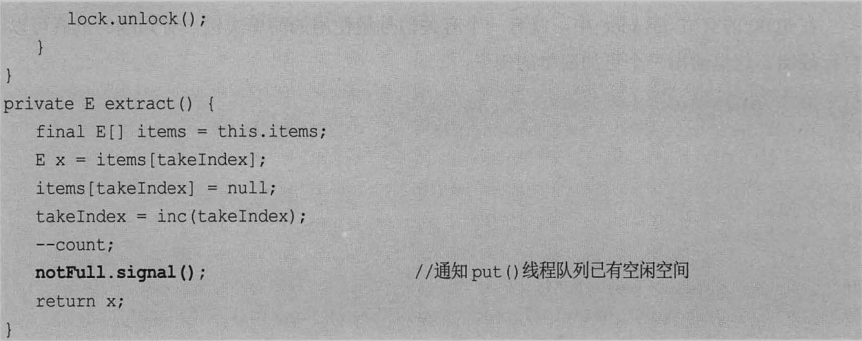 lock.unlock();
}
}
private E extract() {
final E[] items = this.items;
E x = items[takeIndex];
items[takeIndex] = null;
takeIndex = inc(takeIndex);
--count;
notFull.signal(); //通知 put()线程队列已有空闲空间
return x;
}